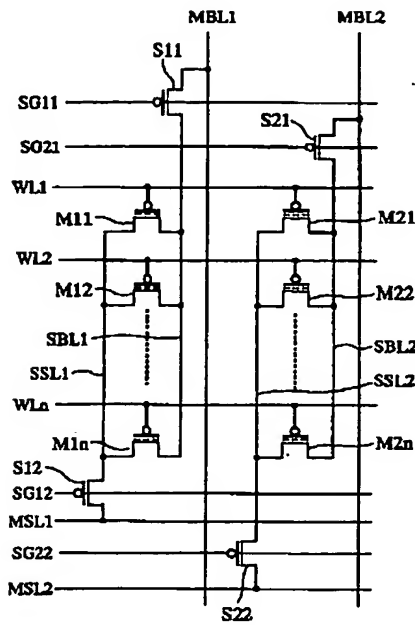 MBL1 MBL2
S11
SG11
S21
SG21
WL1
M11 M21
WL2
M12 M22
SBL1 SBL2
SSL1 SSL2
WLn
M1n M2n
S12
SG12
MSL1
SG22
MSL2
S22